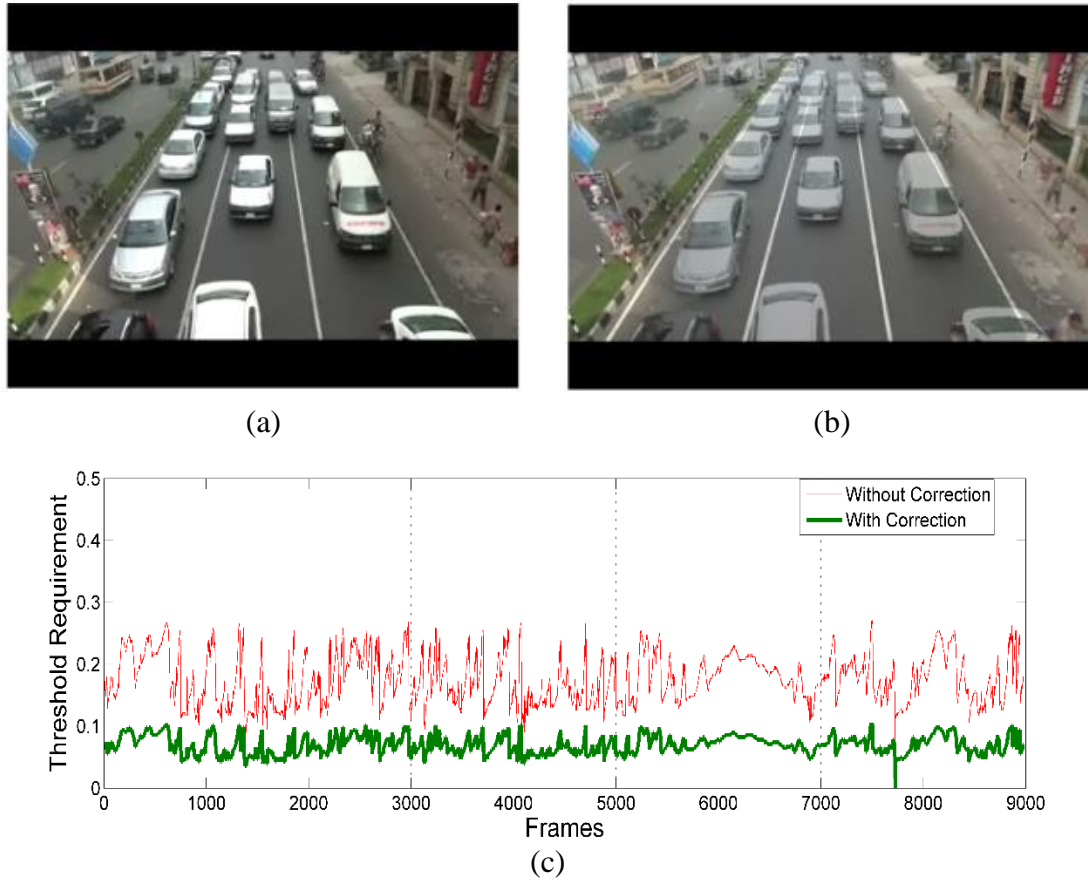 (a)
(b)
Threshold Requirement
0.5
0.4
0.3
0.2
0.1
0
Without Correction
With Correction
0 1000 2000 3000 4000 5000 6000 7000 8000 9000
Frames
(c)